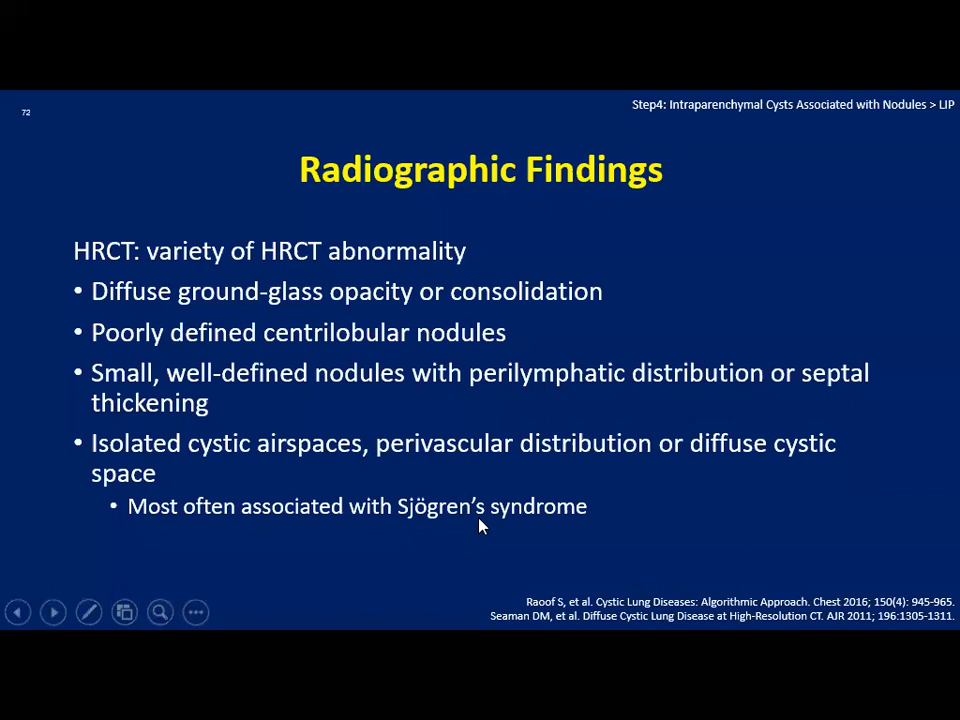 72
Step4: Intraparenchymal Cysts Associated with Nodules > LIP
Radiographic Findings
HRCT: variety of HRCT abnormality
• Diffuse ground-glass opacity or consolidation
• Poorly defined centrilobular nodules
• Small, well-defined nodules with perilymphatic distribution or septal
thickening
• Isolated cystic airspaces, perivascular distribution or diffuse cystic
space
• Most often associated with Sjögren’s syndrome
Raoof S, et al. Cystic Lung Diseases: Algorithmic Approach. Chest 2016; 150(4): 945-965.
Seaman DM, et al. Diffuse Cystic Lung Disease at High-Resolution CT. AJR 2011; 196:1305-1311.